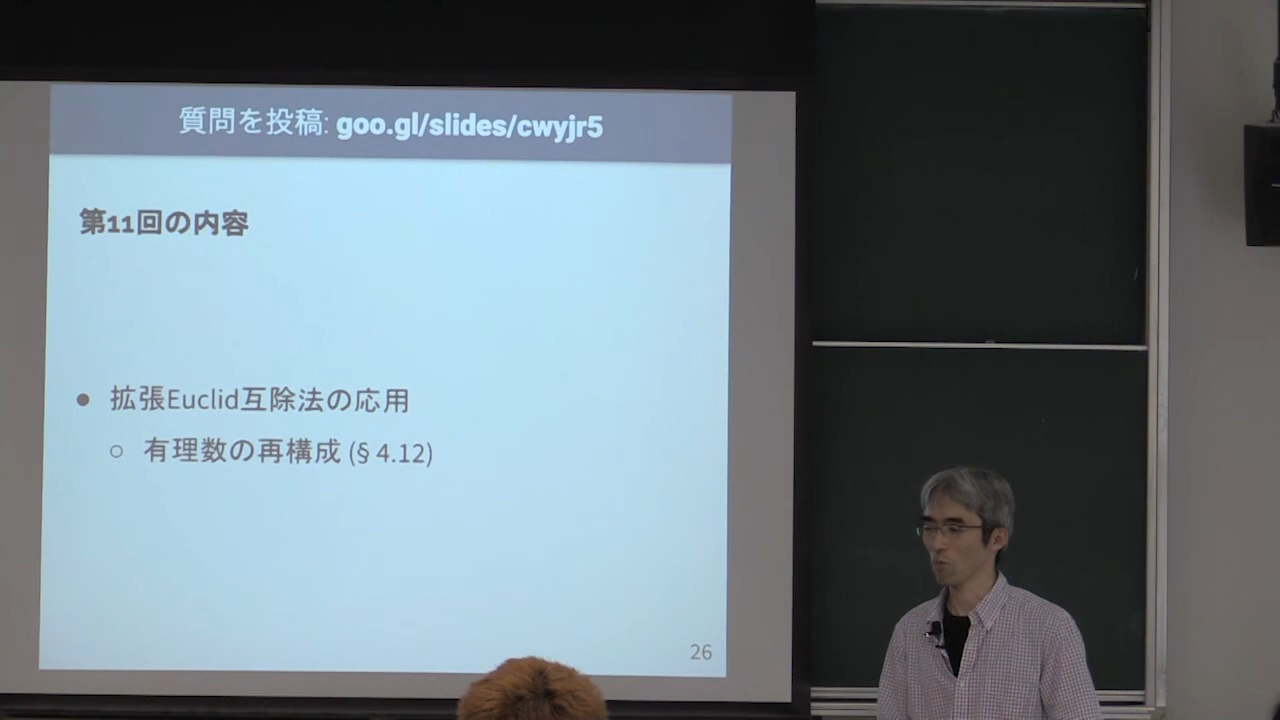 質問を投稿: goo.gl/slides/cwyjr5
第11回の内容
● 拡張Euclid互除法の応用
○ 有理数の再構成 (§ 4.12)
26